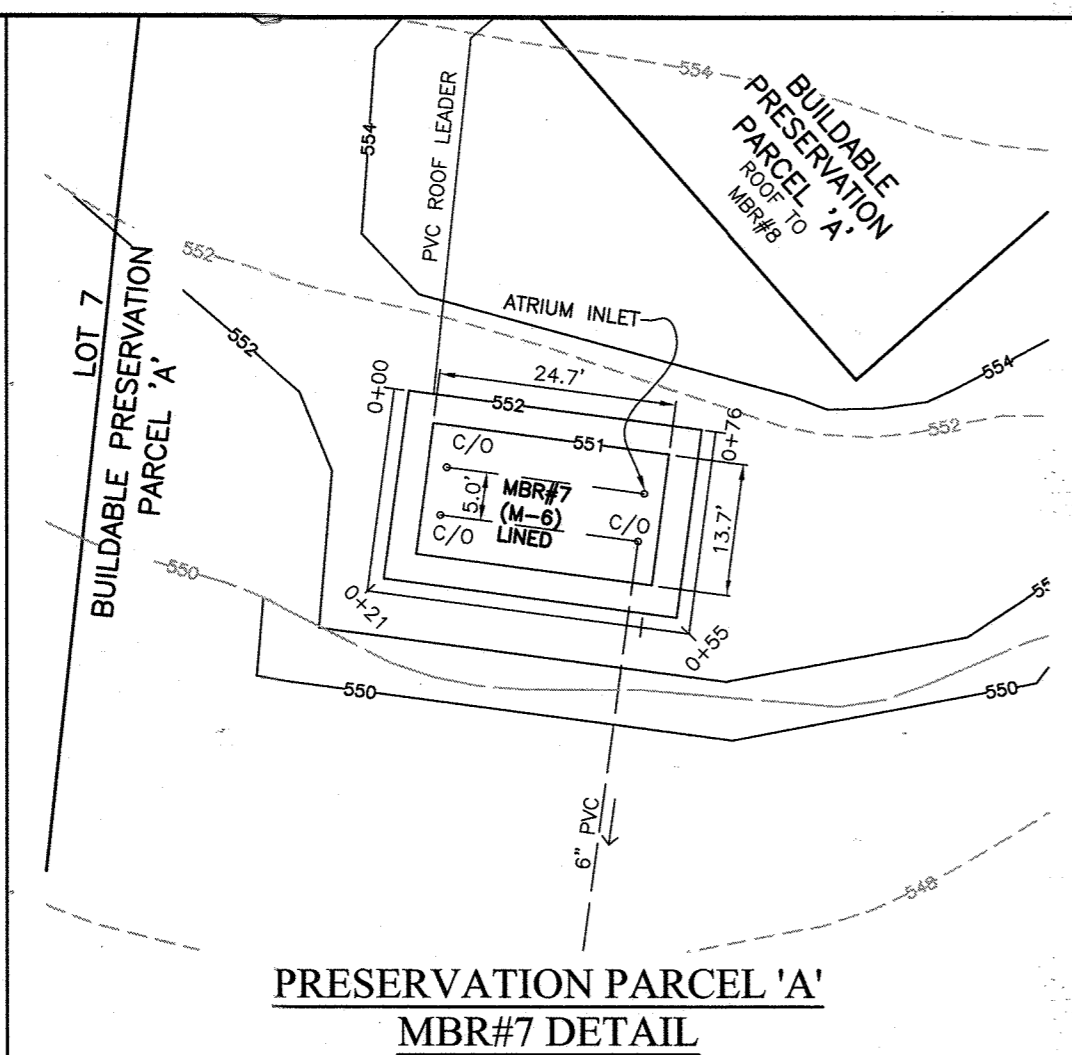 554
BUILDABLE
PRESERVATION
PARCEL 'A'
ROOF TO
MBR#8
554
PVC ROOF LEADER
LOT 7
BUILDABLE PRESERVATION
PARCEL 'A'
552
552
ATRIUM INLET
554
552
0+00
24.7'
552
551
0+76
C/O
5.0'
MBR#7
(M-6)
LINED
C/O
C/O
13.7'
0+21
0+55
550
550
550
6" PVC
548
PRESERVATION PARCEL 'A'
MBR#7 DETAIL